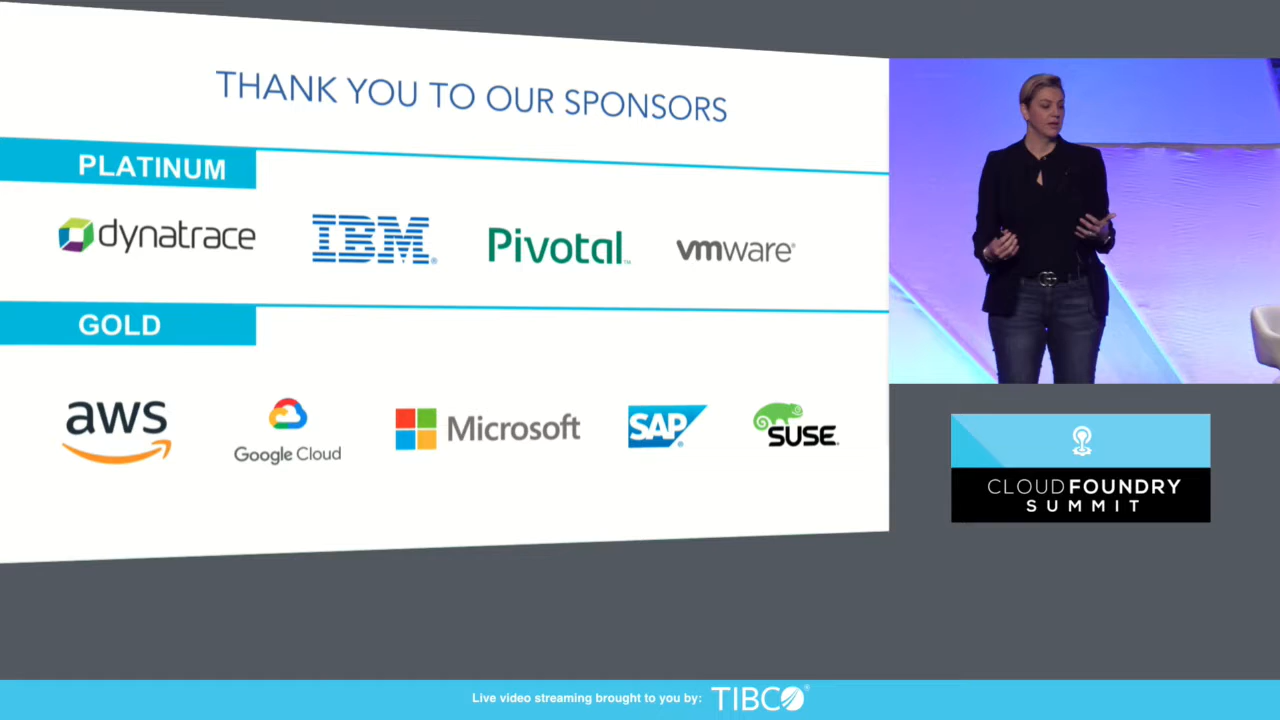 THANK YOU TO OUR SPONSORS
PLATINUM
dynatrace
IBM®
Pivotal™
vmware®
GOLD
aws
Google Cloud
Microsoft
SAP®
SUSE.
CLOUD FOUNDRY
SUMMIT
Live video streaming brought to you by: TIBCO®